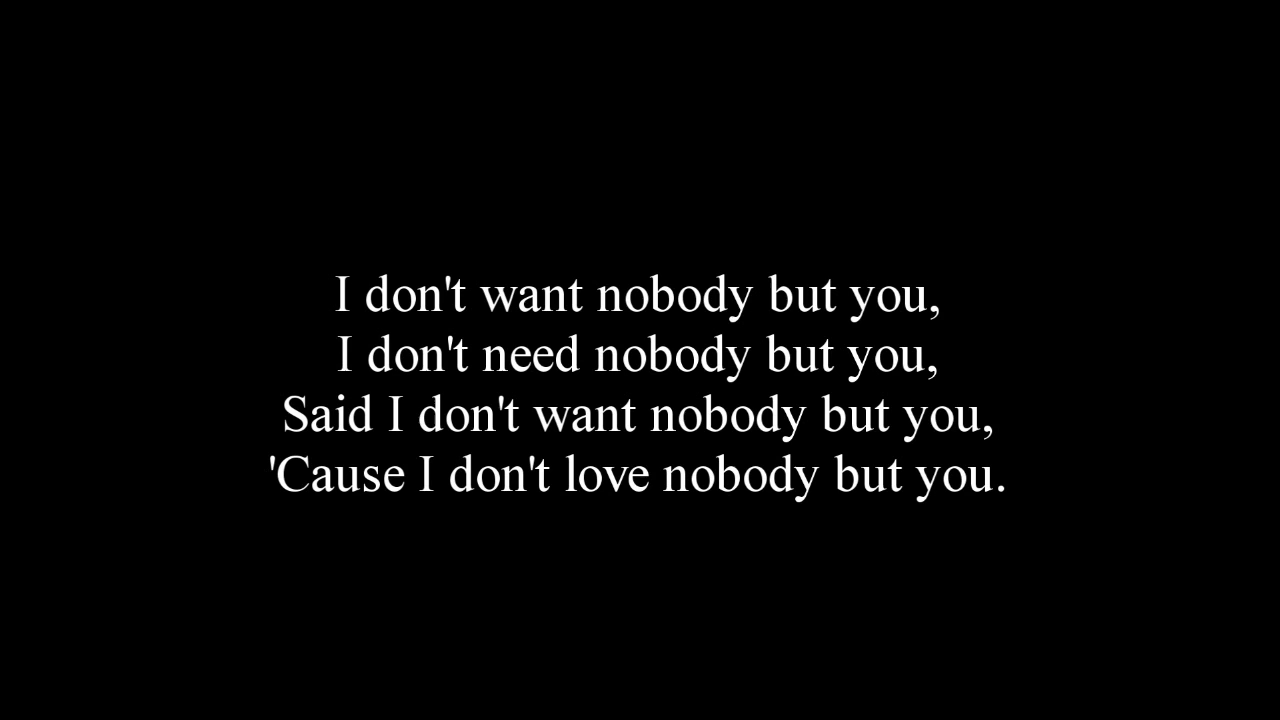 I don't want nobody but you,
I don't need nobody but you,
Said I don't want nobody but you,
'Cause I don't love nobody but you.